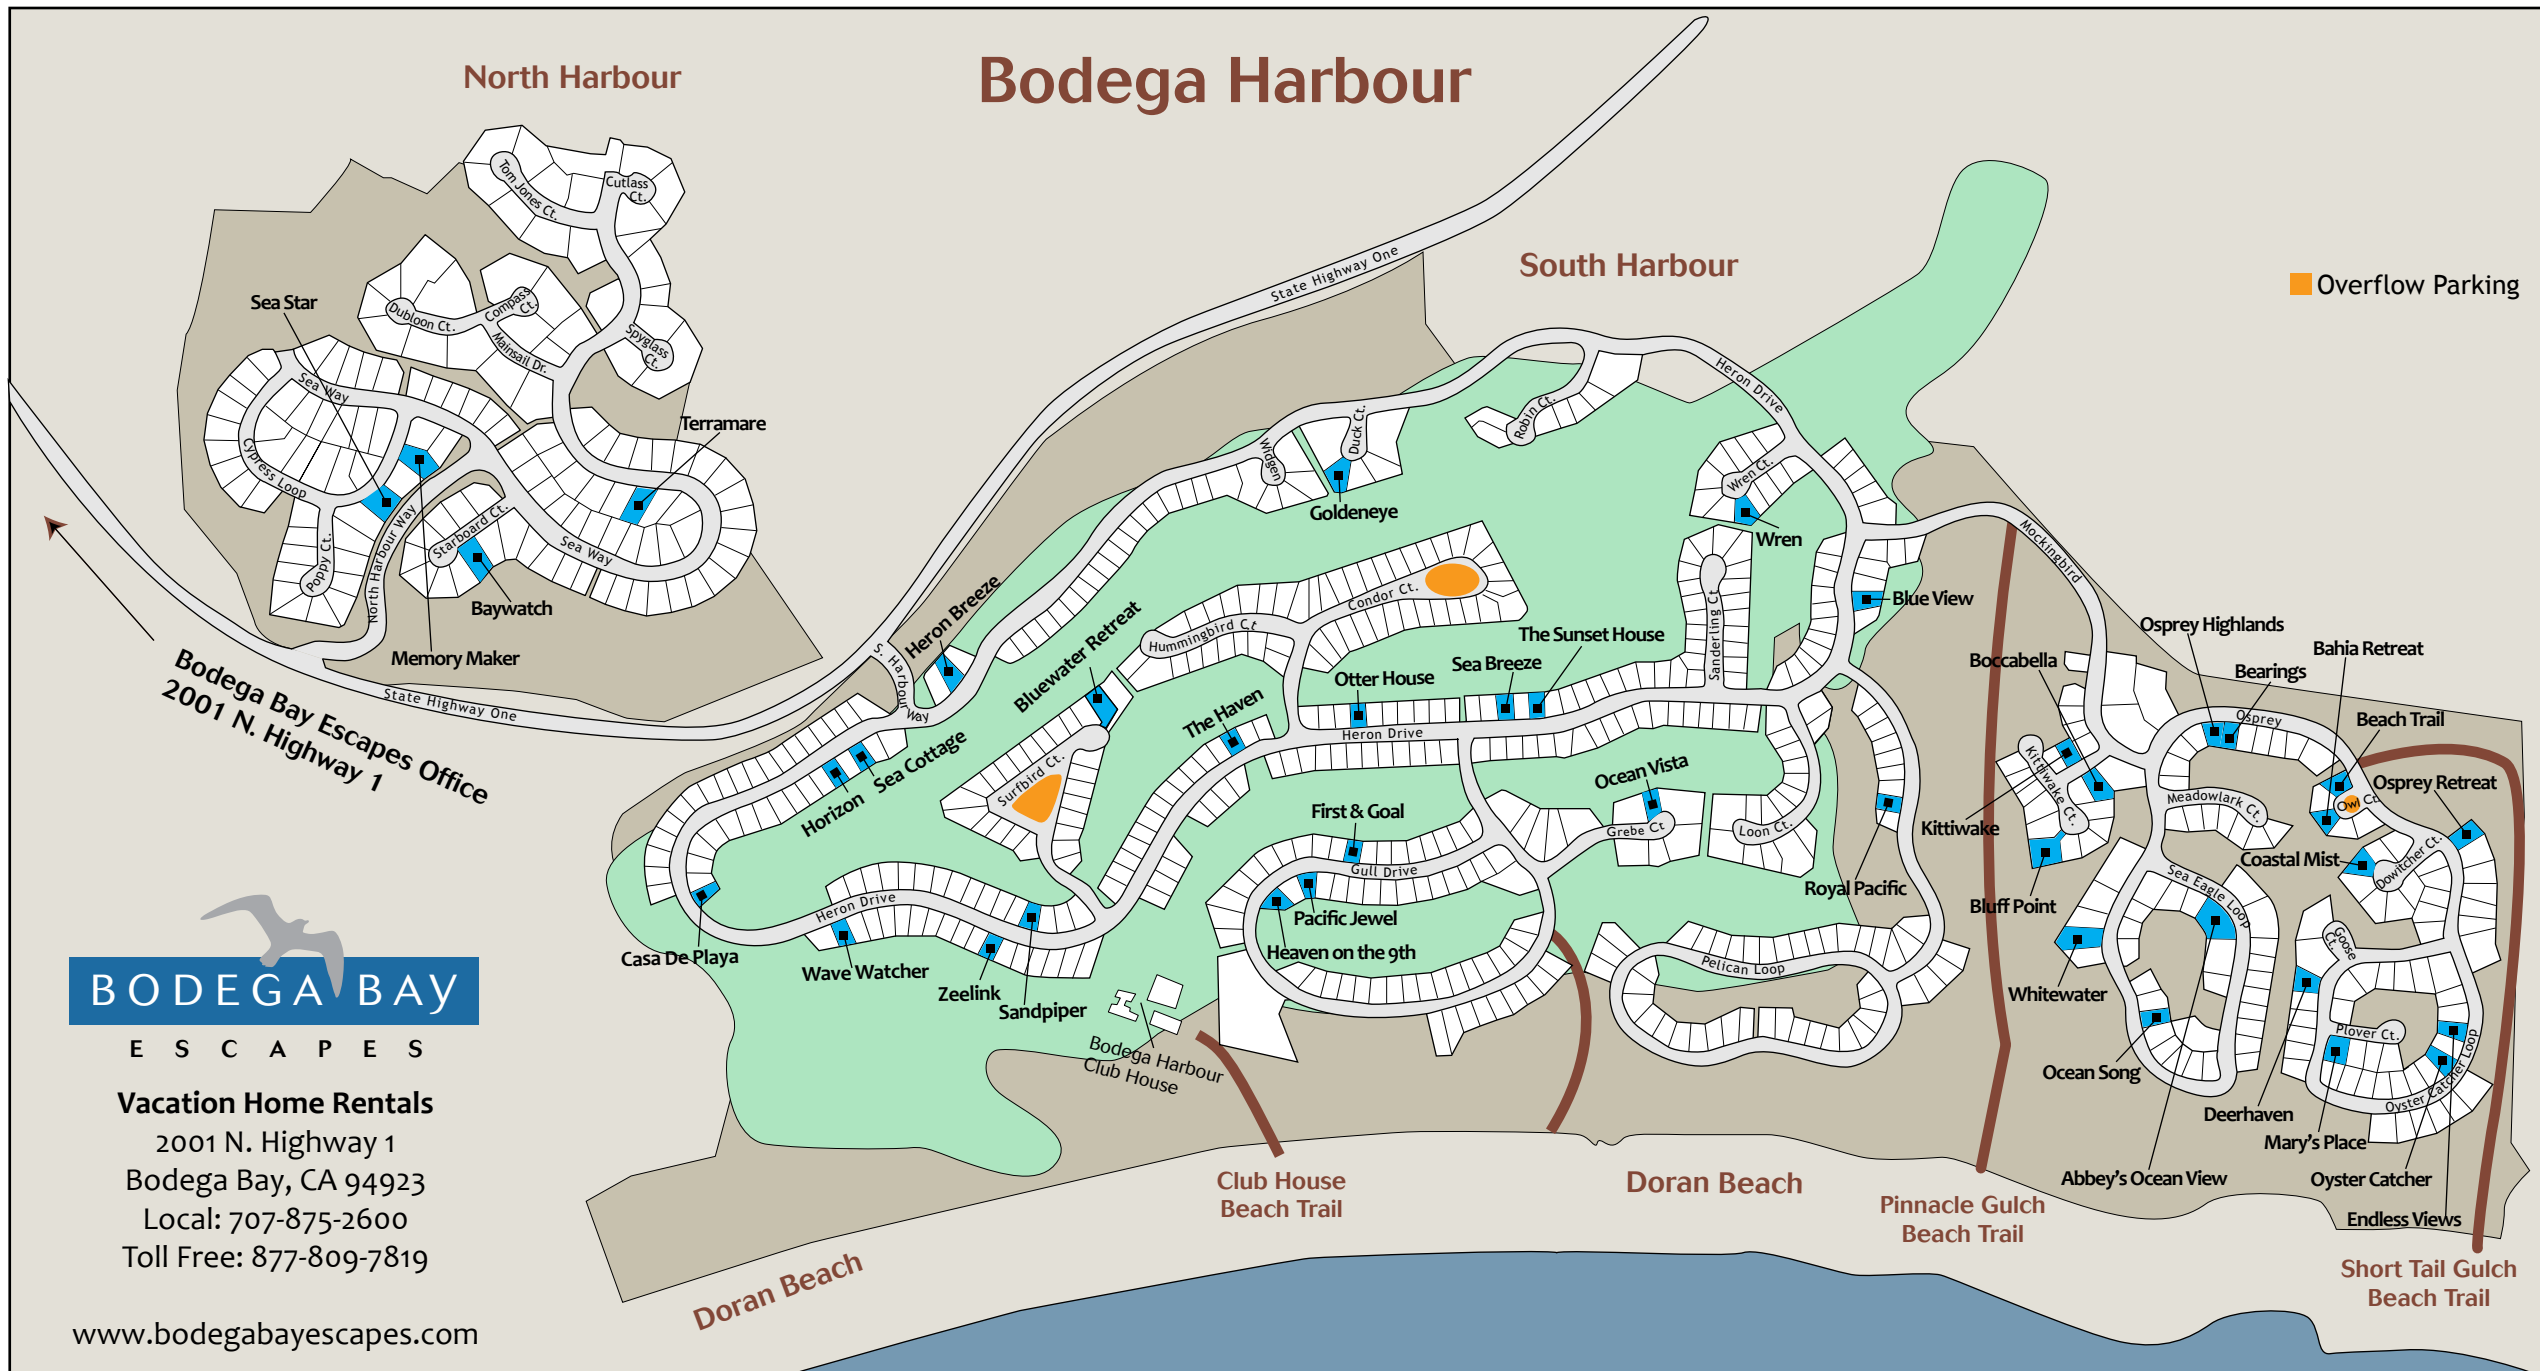 Bodega Harbour
North Harbour
South Harbour
Overflow Parking
Tom Jones Ct.
Cutlass
Ct.
Dubloon Ct.
Compass
Ct.
Mainsail Dr.
Spyglass
Ct.
Sea Star
Sea Way
Cypress Loop
Poppy Ct.
North Harbour Way
Starboard Ct.
Sea Way
Terramare
Baywatch
Memory Maker
State Highway One
State Highway One
Bodega Bay Escapes Office
2001 N. Highway 1
S. Harbour Way
Heron Breeze
Bluewater Retreat
Widgen
Duck Ct.
Goldeneye
Robin Ct.
Heron Drive
Wren Ct.
Wren
Condor Ct.
Hummingbird Ct
Sanderling Ct
Blue View
Mockingbird
The Sunset House
Sea Breeze
Otter House
The Haven
Heron Drive
Sea Cottage
Horizon
Surfbird Ct.
Ocean Vista
First & Goal
Grebe Ct
Loon Ct.
Gull Drive
Pacific Jewel
Heaven on the 9th
Royal Pacific
Pelican Loop
Casa De Playa
Heron Drive
Wave Watcher
Zeelink
Sandpiper
Bodega Harbour
Club House
Osprey Highlands
Bahia Retreat
Boccabella
Bearings
Osprey
Beach Trail
Kittiwake Ct.
Kittiwake
Meadowlark Ct.
Owl Ct
Osprey Retreat
Coastal Mist
Dowitcher Ct.
Bluff Point
Sea Eagle Loop
Goose
Ct.
Whitewater
Plover Ct.
Ocean Song
Oyster Catcher Loop
Deerhaven
Mary's Place
Abbey's Ocean View
Oyster Catcher
Endless Views
Club House
Beach Trail
Doran Beach
Doran Beach
Pinnacle Gulch
Beach Trail
Short Tail Gulch
Beach Trail
BODEGA BAY
ESCAPES
Vacation Home Rentals
2001 N. Highway 1
Bodega Bay, CA 94923
Local: 707-875-2600
Toll Free: 877-809-7819
www.bodegabayescapes.com